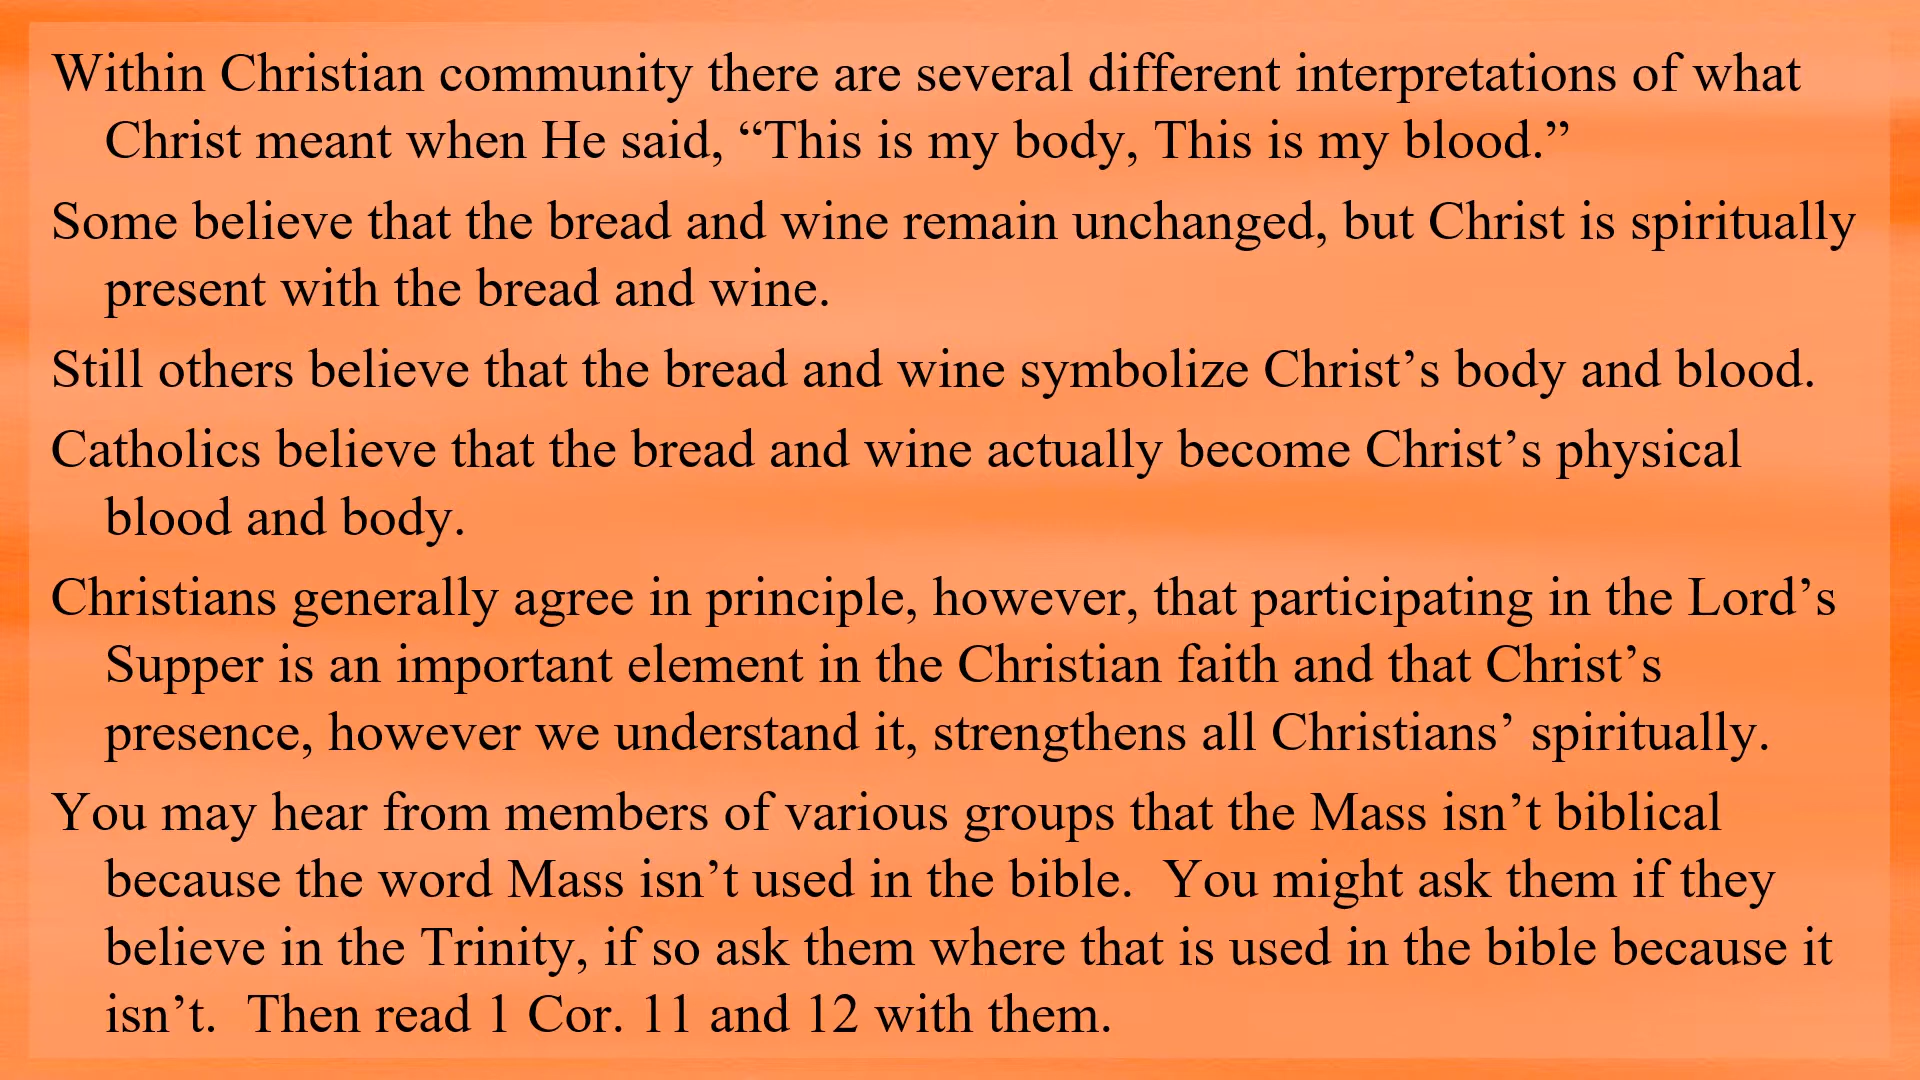 Within Christian community there are several different interpretations of what
Christ meant when He said, “This is my body, This is my blood.”
Some believe that the bread and wine remain unchanged, but Christ is spiritually
present with the bread and wine.
Still others believe that the bread and wine symbolize Christ’s body and blood.
Catholics believe that the bread and wine actually become Christ’s physical
blood and body.
Christians generally agree in principle, however, that participating in the Lord’s
Supper is an important element in the Christian faith and that Christ’s
presence, however we understand it, strengthens all Christians’ spiritually.
You may hear from members of various groups that the Mass isn’t biblical
because the word Mass isn’t used in the bible.  You might ask them if they
believe in the Trinity, if so ask them where that is used in the bible because it
isn’t.  Then read 1 Cor. 11 and 12 with them.